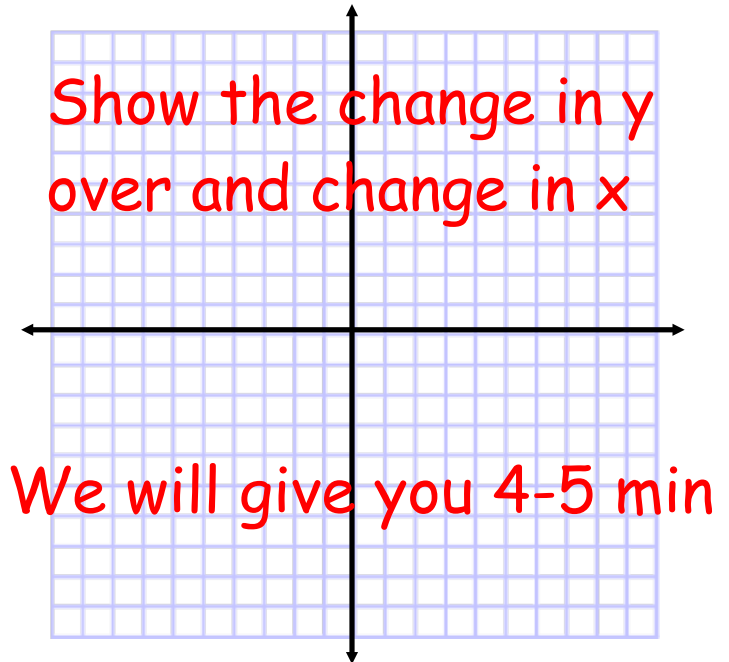 Show the change in y
over and change in x
We will give you 4-5 min